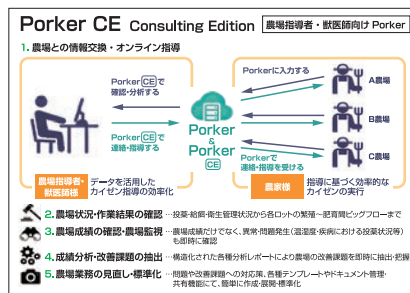 Porker CE Consulting Edition 農場指導者・獣医師向け Porker
1. 農場との情報交換・オンライン指導
Porker CEで
確認・分析する
Porker CEで
連絡・指導する
農場指導者・
獣医師様
データを活用した
カイゼン指導の効率化
Porker
&
Porker
CE
Porkerに入力する
Porkerで
連絡・指導を受ける
A農場
B農場
C農場
農家様
指導に基づく効率的な
カイゼンの実行
2. 農場状況・作業結果の確認 …投薬・給餌・衛生管理状況から各ロットの繁殖～肥育間ピッグフローまで
3. 農場成績の確認・農場監視 …農場成績だけでなく、異常・問題発生(温湿度・疾病における投薬状況等)
も即時に確認
4. 成績分析・改善課題の抽出 …構造化された各種分析レポートにより農場の改善課題を即時に抽出・把握
5. 農場業務の見直し・標準化 …問題や改善課題への対応策、各種テンプレートやドキュメント管理・
共有機能にて、簡単に作成・展開・標準化